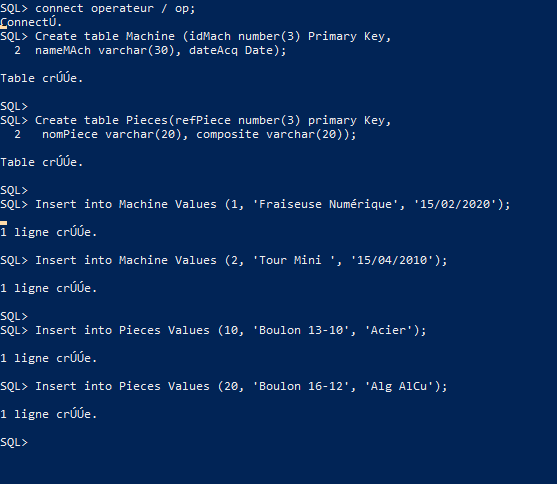 SQL> connect operateur / op;
ConnectÚ.
SQL> Create table Machine (idMach number(3) Primary Key,
  2  nameMAch varchar(30), dateAcq Date);
Table crÚÚe.
SQL>
SQL> Create table Pieces(refPiece number(3) primary Key,
  2   nomPiece varchar(20), composite varchar(20));
Table crÚÚe.
SQL>
SQL> Insert into Machine Values (1, 'Fraiseuse Numérique', '15/02/2020');
1 ligne crÚÚe.
SQL> Insert into Machine Values (2, 'Tour Mini ', '15/04/2010');
1 ligne crÚÚe.
SQL>
SQL> Insert into Pieces Values (10, 'Boulon 13-10', 'Acier');
1 ligne crÚÚe.
SQL> Insert into Pieces Values (20, 'Boulon 16-12', 'Alg AlCu');
1 ligne crÚÚe.
SQL>